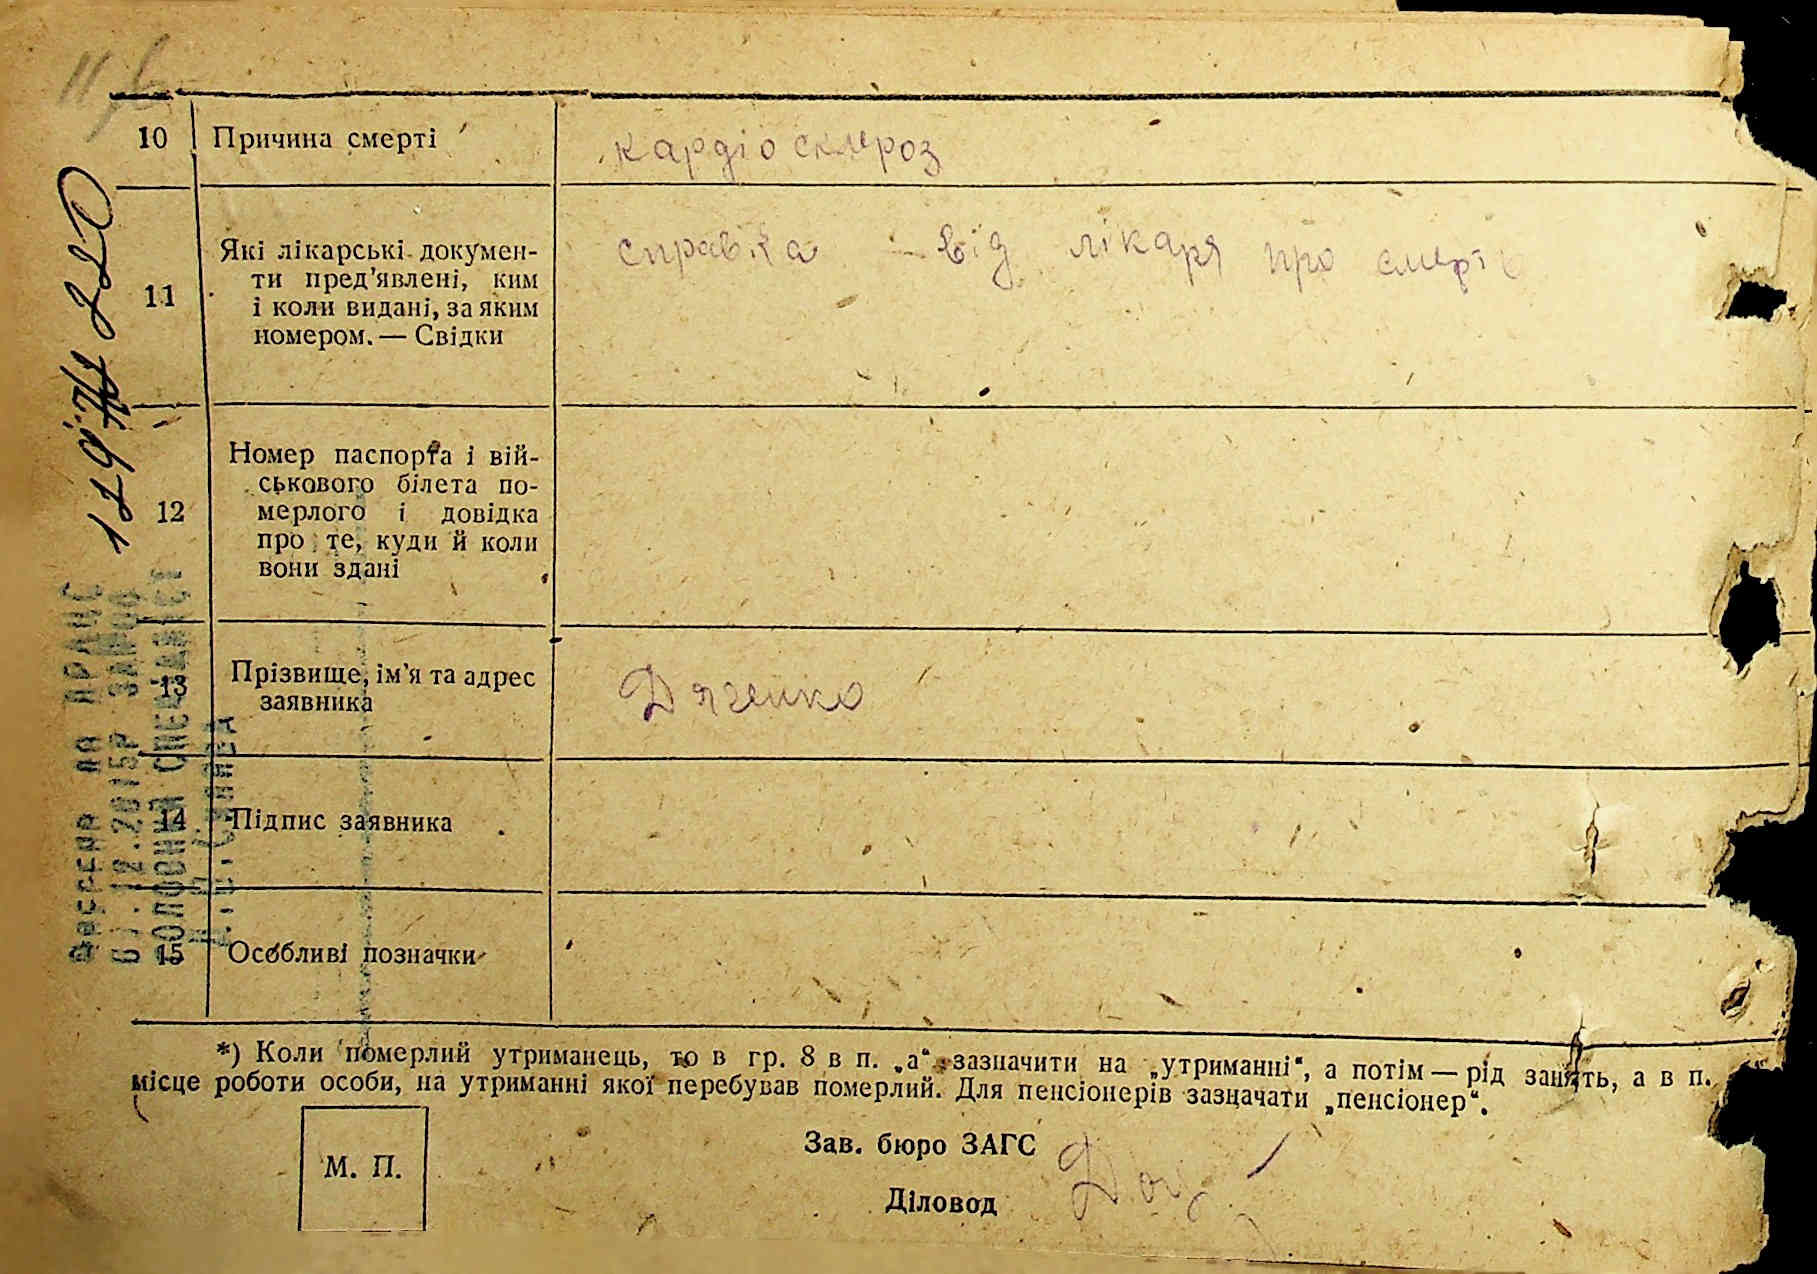 10 Причина смерті кардіосклероз
11 Які лікарські документи справка від лікаря про смерть
Які лікарські докумен-
ти пред'явлені, ким
і коли видані, за яким
номером. — Свідки
12
Номер паспорта і вій-
ськового білета по-
мерлого і довідка
про те, куди й коли
вони здані
13
Прізвище, ім'я та адрес Дяченко
заявника
14 Підпис заявника
15 Особливі позначки
*) Коли померлий утриманець, то в гр. 8 в п. „а“ зазначити на „утриманні“, а потім — рід занять, а в п.
місце роботи особи, на утриманні якої перебував померлий. Для пенсіонерів зазначати „пенсіонер“.
М. П.
Зав. бюро ЗАГС
Діловод